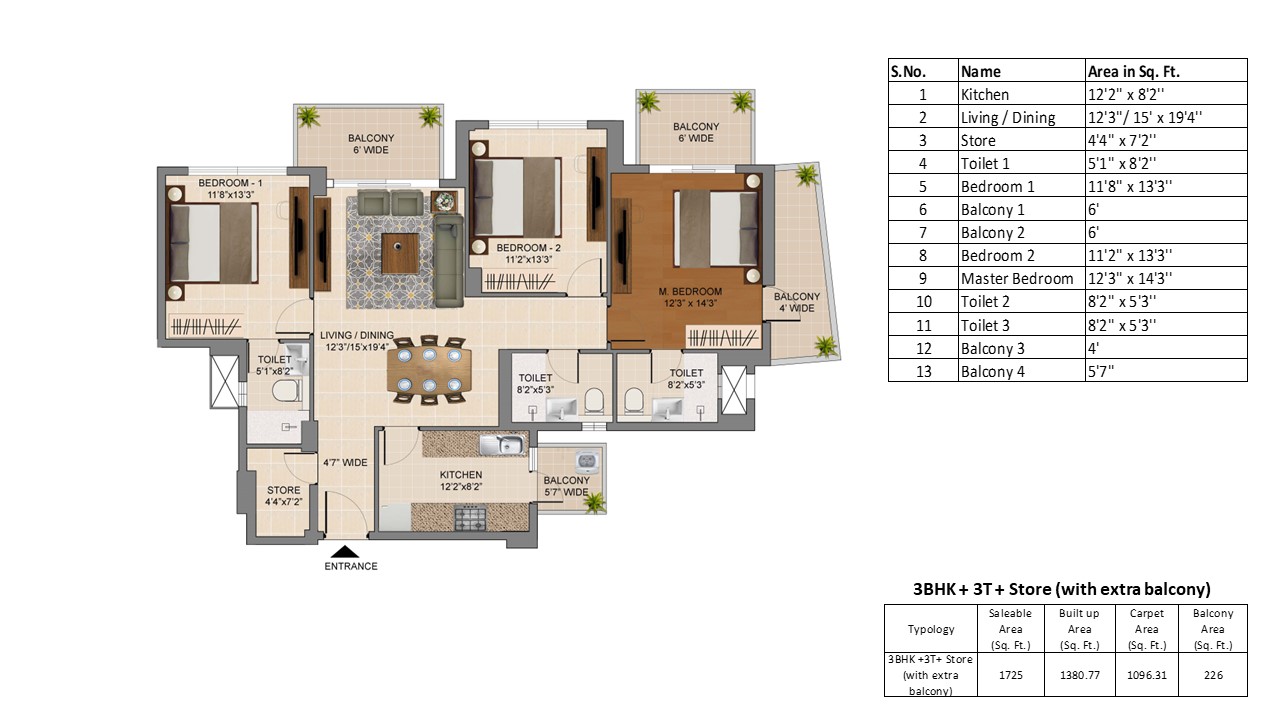 BALCONY
6' WIDE
BALCONY
6' WIDE
BEDROOM - 1
11'8"x13'3"
BEDROOM - 2
11'2"x13'3"
M. BEDROOM
12'3" x 14'3"
BALCONY
4' WIDE
LIVING / DINING
12'3"/15'x19'4"
TOILET
5'1"x8'2"
TOILET
8'2"x5'3"
TOILET
8'2"x5'3"
4'7" WIDE
KITCHEN
12'2"x8'2"
BALCONY
5'7" WIDE
STORE
4'4"x7'2"
ENTRANCE
S.No. Name Area in Sq. Ft.
1 Kitchen 12'2'' x 8'2''
2 Living / Dining 12'3''/ 15' x 19'4''
3 Store 4'4'' x 7'2''
4 Toilet 1 5'1'' x 8'2''
5 Bedroom 1 11'8'' x 13'3''
6 Balcony 1 6'
7 Balcony 2 6'
8 Bedroom 2 11'2'' x 13'3''
9 Master Bedroom 12'3'' x 14'3''
10 Toilet 2 8'2'' x 5'3''
11 Toilet 3 8'2'' x 5'3''
12 Balcony 3 4'
13 Balcony 4 5'7''
3BHK + 3T + Store (with extra balcony)
Typology
Saleable
Area
(Sq. Ft.)
Built up
Area
(Sq. Ft.)
Carpet
Area
(Sq. Ft.)
Balcony
Area
(Sq. Ft.)
3BHK +3T+ Store
(with extra
balcony)
1725 1380.77 1096.31 226